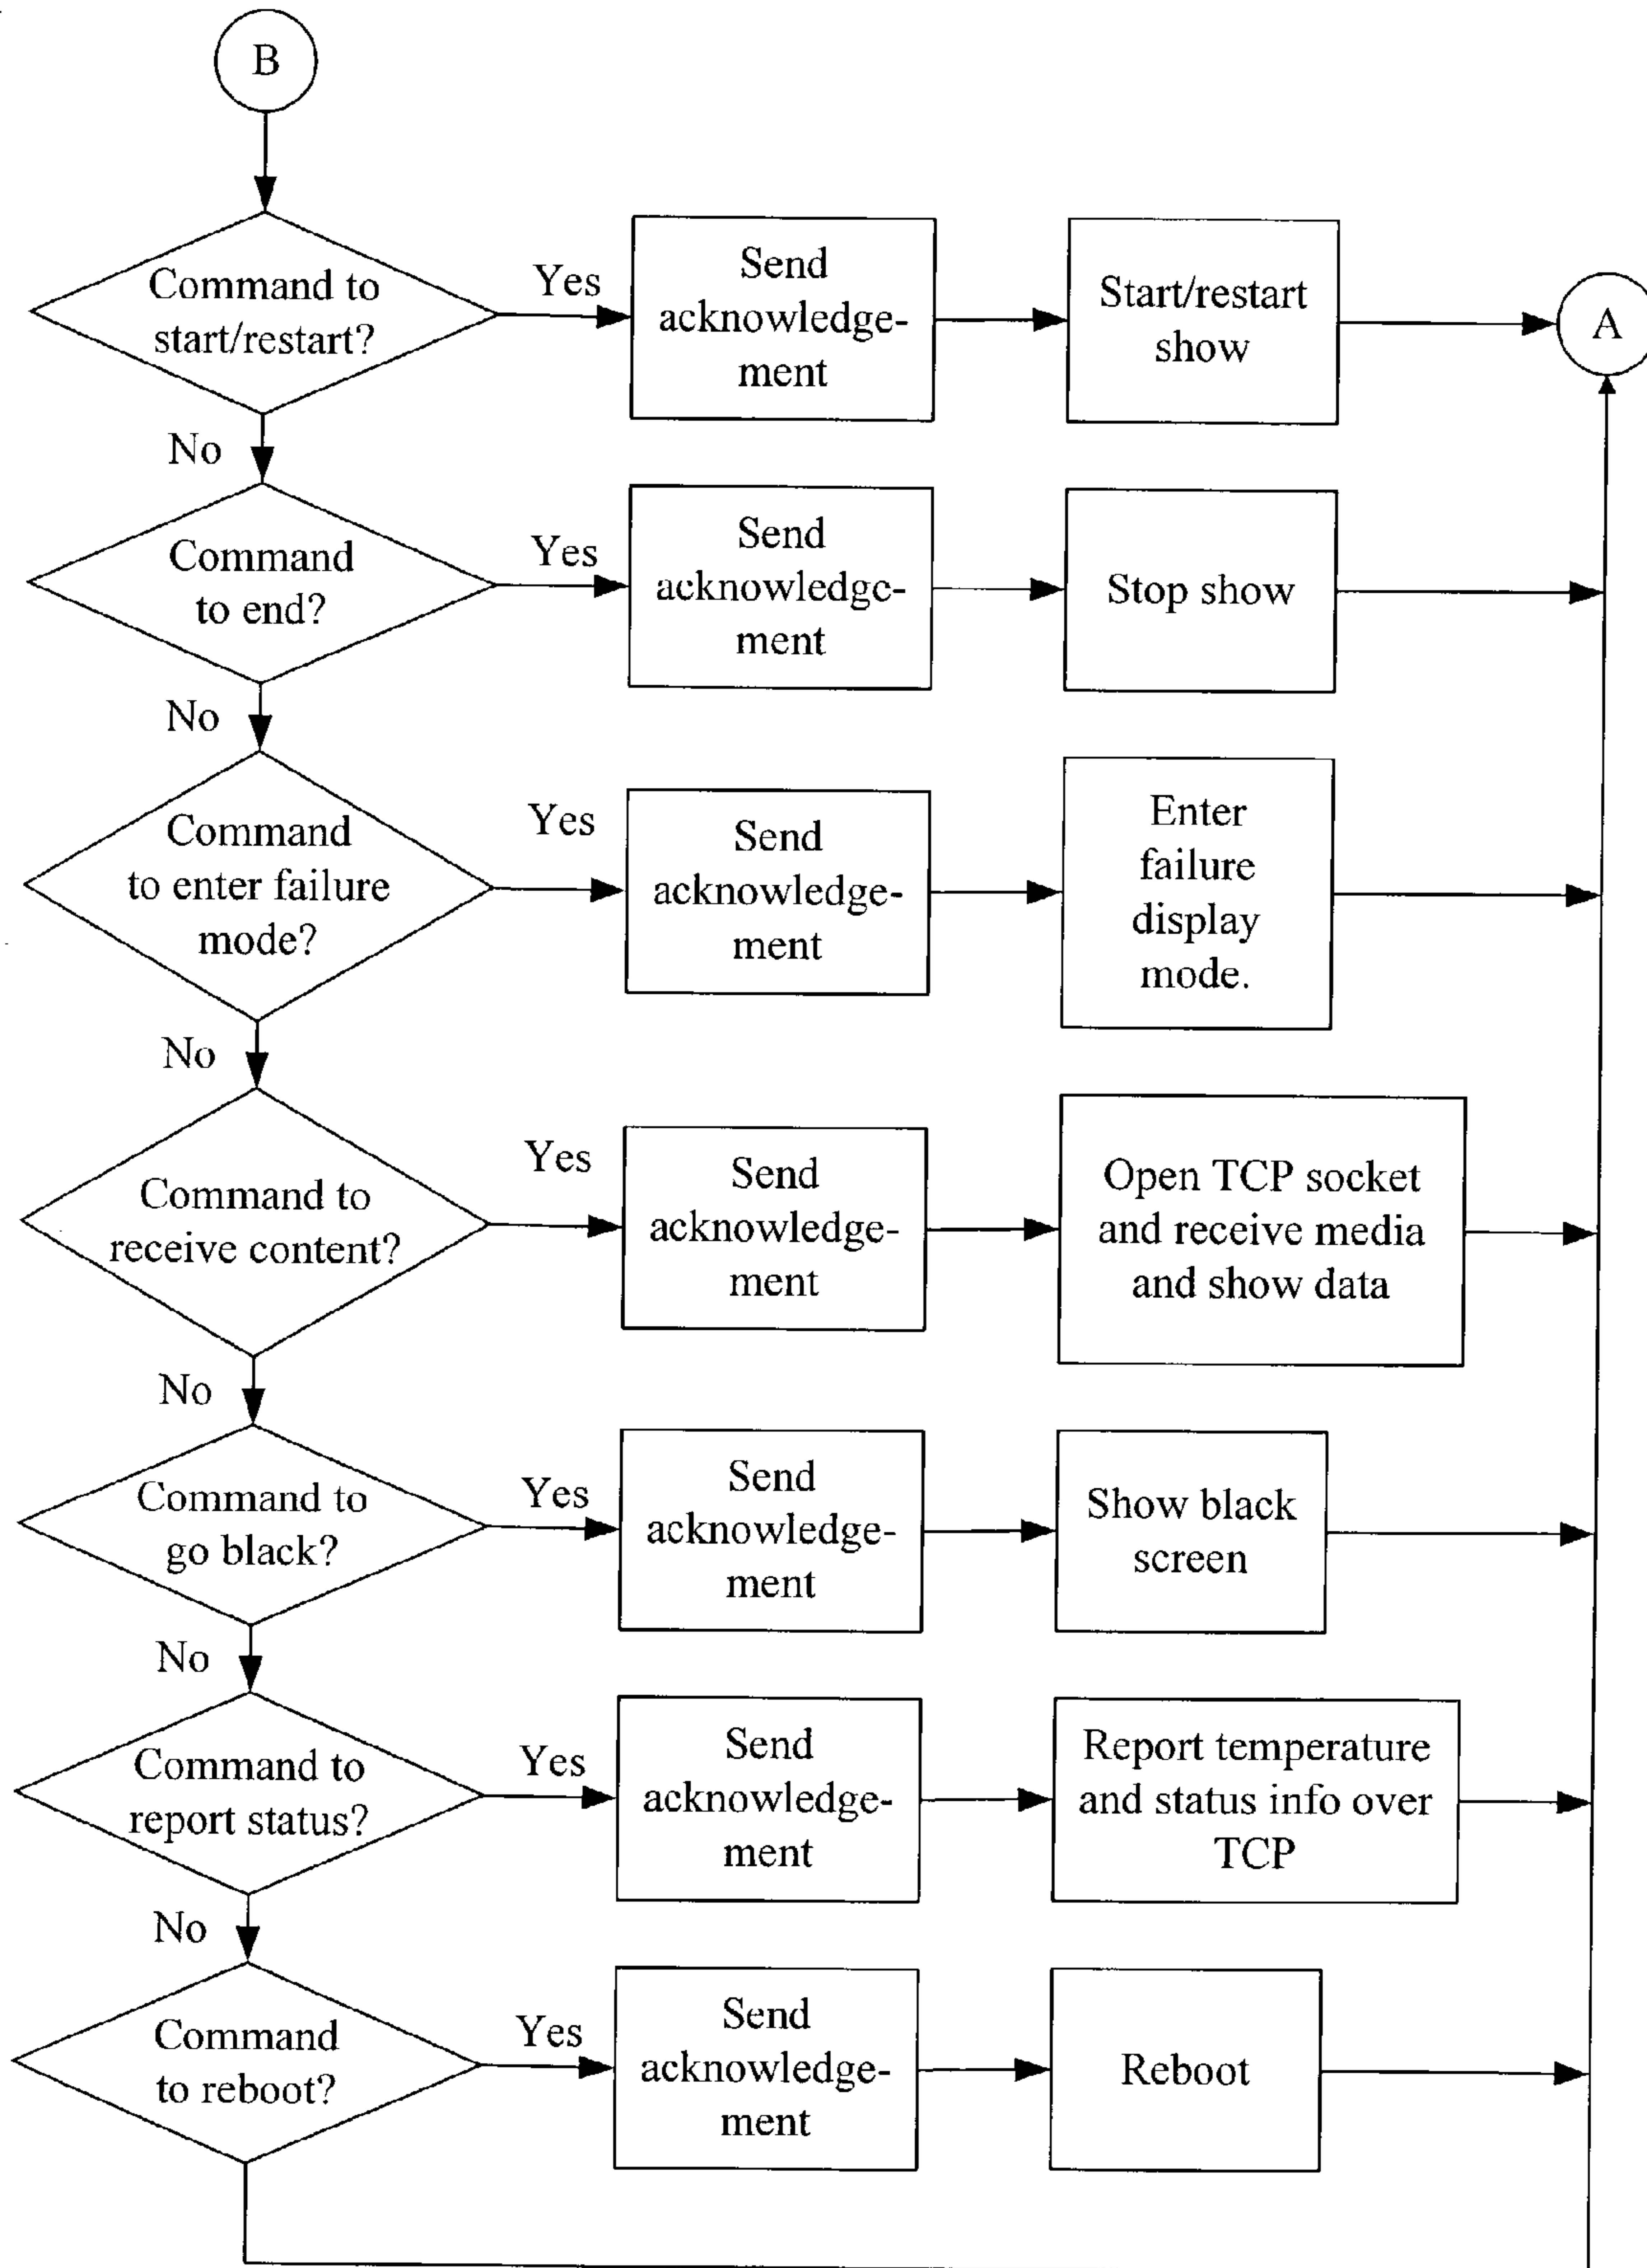 B
Command to
start/restart?
Yes
Send
acknowledge-
ment
Start/restart
show
A
No
Command
to end?
Yes
Send
acknowledge-
ment
Stop show
No
Command
to enter failure
mode?
Yes
Send
acknowledge-
ment
Enter
failure
display
mode.
No
Command to
receive content?
Yes
Send
acknowledge-
ment
Open TCP socket
and receive media
and show data
No
Command to
go black?
Yes
Send
acknowledge-
ment
Show black
screen
No
Command to
report status?
Yes
Send
acknowledge-
ment
Report temperature
and status info over
TCP
No
Command
to reboot?
Yes
Send
acknowledge-
ment
Reboot